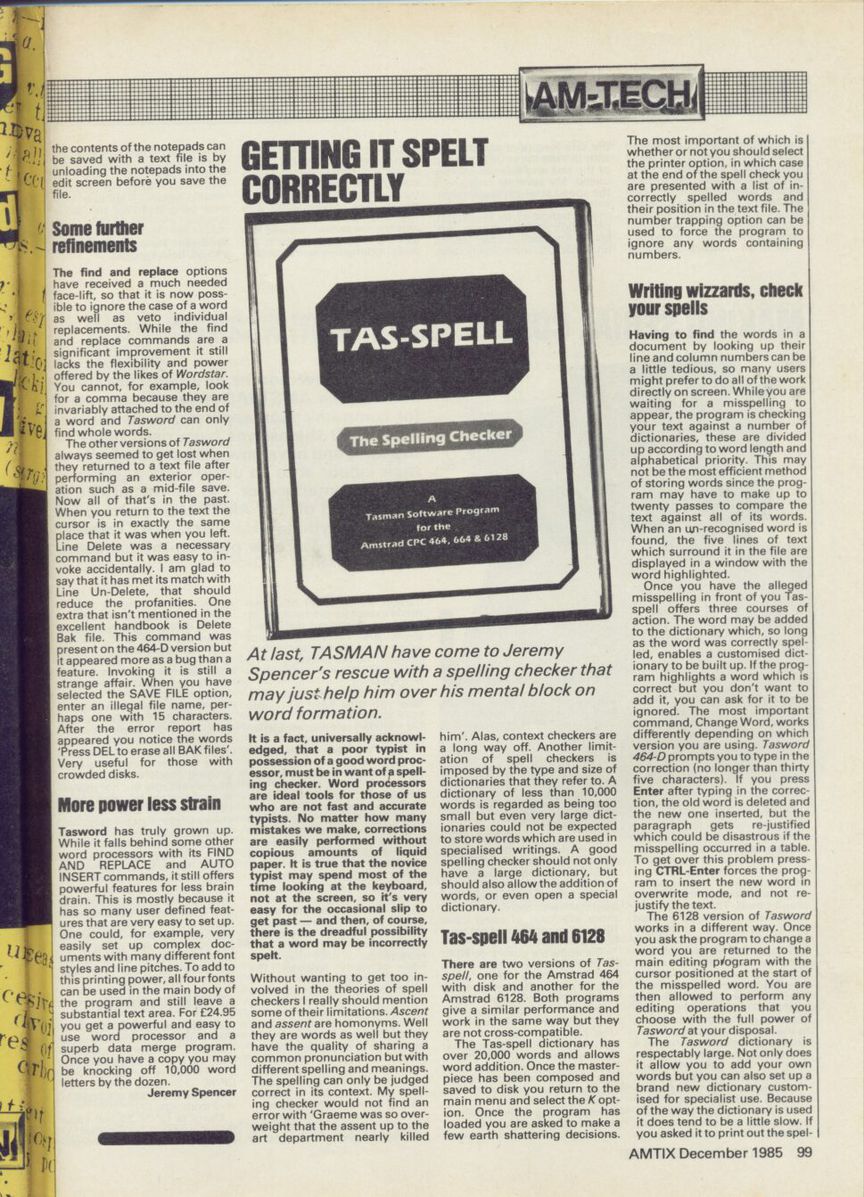 AM-TECH
the contents of the notepads can
be saved with a text file is by
unloading the notepads into the
edit screen before you save the
file.
Some further
refinements
The find and replace options
have received a much needed
face-lift, so that it is now poss-
ible to ignore the case of a word
as well as veto individual
replacements. While the find
and replace commands are a
significant improvement it still
lacks the flexibility and power
offered by the likes of Wordstar.
You cannot, for example, look
for a comma because they are
invariably attached to the end of
a word and Tasword can only
find whole words.
The other versions of Tasword
always seemed to get lost when
they returned to a text file after
performing an exterior oper-
ation such as a mid-file save.
Now all of that's in the past.
When you return to the text the
cursor is in exactly the same
place that it was when you left.
Line Delete was a necessary
command but it was easy to in-
voke accidentally. I am glad to
say that it has met its match with
Line Un-Delete, that should
reduce the profanities. One
extra that isn't mentioned in the
excellent handbook is Delete
Bak file. This command was
present on the 464-D version but
it appeared more as a bug than a
feature. Invoking it is still a
strange affair. When you have
selected the SAVE FILE option,
enter an illegal file name, per-
haps one with 15 characters.
After the error report has
appeared you notice the words
'Press DEL to erase all BAK files'.
Very useful for those with
crowded disks.
More power less strain
Tasword has truly grown up.
While it falls behind some other
word processors with its FIND
AND REPLACE and AUTO
INSERT commands, it still offers
powerful features for less brain
drain. This is mostly because it
has so many user defined feat-
ures that are very easy to set up.
One could, for example, very
easily set up complex doc-
uments with many different font
styles and line pitches. To add to
this printing power, all four fonts
can be used in the main body of
the program and still leave a
substantial text area. For £24.95
you get a powerful and easy to
use word processor and a
superb data merge program.
Once you have a copy you may
be knocking off 10,000 word
letters by the dozen.
Jeremy Spencer
GETTING IT SPELT
CORRECTLY
TAS-SPELL
The Spelling Checker
A
Tasman Software Program
for the
Amstrad CPC 464, 664 & 6128
At last, TASMAN have come to Jeremy
Spencer's rescue with a spelling checker that
may just help him over his mental block on
word formation.
It is a fact, universally acknowl-
edged, that a poor typist in
possession of a good word proc-
essor, must be in want of a spell-
ing checker. Word processors
are ideal tools for those of us
who are not fast and accurate
typists. No matter how many
mistakes we make, corrections
are easily performed without
copious amounts of liquid
paper. It is true that the novice
typist may spend most of the
time looking at the keyboard,
not at the screen, so it's very
easy for the occasional slip to
get past — and then, of course,
there is the dreadful possibility
that a word may be incorrectly
spelt.
Without wanting to get too in-
volved in the theories of spell
checkers I really should mention
some of their limitations. Ascent
and assent are homonyms. Well
they are words as well but they
have the quality of sharing a
common pronunciation but with
different spelling and meanings.
The spelling can only be judged
correct in its context. My spell-
ing checker would not find an
error with 'Graeme was so over-
weight that the assent up to the
art department nearly killed
him'. Alas, context checkers are
a long way off. Another limit-
ation of spell checkers is
imposed by the type and size of
dictionaries that they refer to. A
dictionary of less than 10,000
words is regarded as being too
small but even very large dict-
ionaries could not be expected
to store words which are used in
specialised writings. A good
spelling checker should not only
have a large dictionary, but
should also allow the addition of
words, or even open a special
dictionary.
Tas-spell 464 and 6128
There are two versions of Tas-
spell, one for the Amstrad 464
with disk and another for the
Amstrad 6128. Both programs
give a similar performance and
work in the same way but they
are not cross-compatible.
The Tas-spell dictionary has
over 20,000 words and allows
word addition. Once the master-
piece has been composed and
saved to disk you return to the
main menu and select the K opt-
ion. Once the program has
loaded you are asked to make a
few earth shattering decisions.
The most important of which is
whether or not you should select
the printer option, in which case
at the end of the spell check you
are presented with a list of in-
correctly spelled words and
their position in the text file. The
number trapping option can be
used to force the program to
ignore any words containing
numbers.
Writing wizzards, check
your spells
Having to find the words in a
document by looking up their
line and column numbers can be
a little tedious, so many users
might prefer to do all of the work
directly on screen. While you are
waiting for a misspelling to
appear, the program is checking
your text against a number of
dictionaries, these are divided
up according to word length and
alphabetical priority. This may
not be the most efficient method
of storing words since the prog-
ram may have to make up to
twenty passes to compare the
text against all of its words.
When an un-recognised word is
found, the five lines of text
which surround it in the file are
displayed in a window with the
word highlighted.
Once you have the alleged
misspelling in front of you Tas-
spell offers three courses of
action. The word may be added
to the dictionary which, so long
as the word was correctly spel-
led, enables a customised dict-
ionary to be built up. If the prog-
ram highlights a word which is
correct but you don't want to
add it, you can ask for it to be
ignored. The most important
command, Change Word, works
differently depending on which
version you are using. Tasword
464-D prompts you to type in the
correction (no longer than thirty
five characters). If you press
Enter after typing in the correc-
tion, the old word is deleted and
the new one inserted, but the
paragraph gets re-justified
which could be disastrous if the
misspelling occurred in a table.
To get over this problem press-
ing CTRL-Enter forces the prog-
ram to insert the new word in
overwrite mode, and not re-
justify the text.
The 6128 version of Tasword
works in a different way. Once
you ask the program to change a
word you are returned to the
main editing program with the
cursor positioned at the start of
the misspelled word. You are
then allowed to perform any
editing operations that you
choose with the full power of
Tasword at your disposal.
The Tasword dictionary is
respectably large. Not only does
it allow you to add your own
words but you can also set up a
brand new dictionary custom-
ised for specialist use. Because
of the way the dictionary is used
it does tend to be a little slow. If
you asked it to print out the spel-
AMTIX December 1985 99